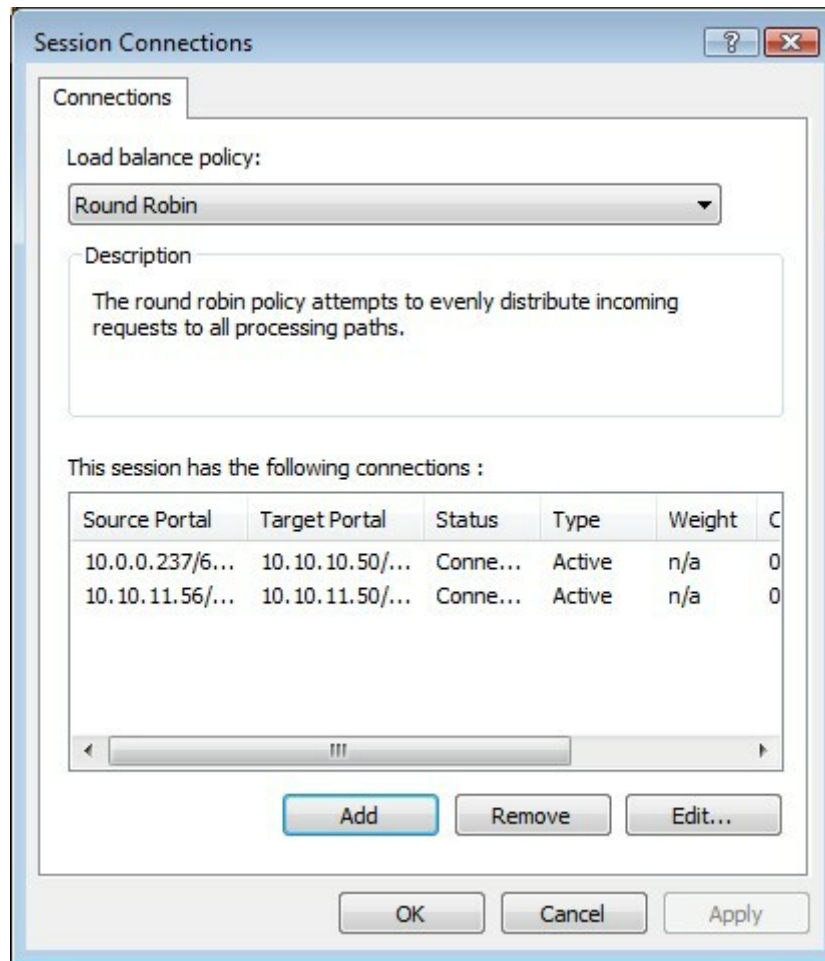 Session Connections
Connections
Load balance policy:
Round Robin
Description
The round robin policy attempts to evenly distribute incoming
requests to all processing paths.
This session has the following connections :
Source Portal Target Portal Status Type Weight C
10.0.0.237/6... 10.10.10.50/... Conne... Active n/a 0
10.10.11.56/... 10.10.11.50/... Conne... Active n/a 0
Add Remove Edit...
OK Cancel Apply